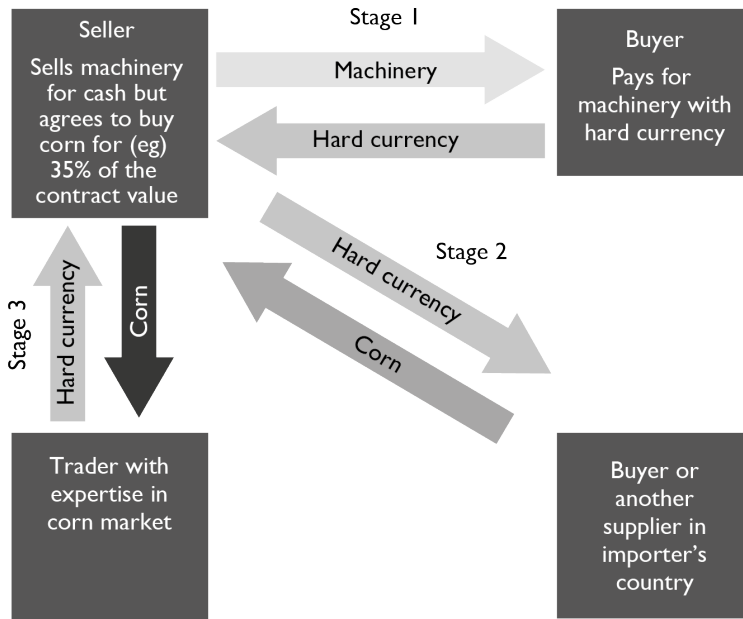 Seller
Sells machinery
for cash but
agrees to buy
corn for (eg)
35% of the
contract value
Stage 1
Machinery
Hard currency
Buyer
Pays for
machinery with
hard currency
Stage 2
Hard currency
Corn
Stage 3
Hard currency
Corn
Trader with
expertise in
corn market
Buyer or
another
supplier in
importer’s
country